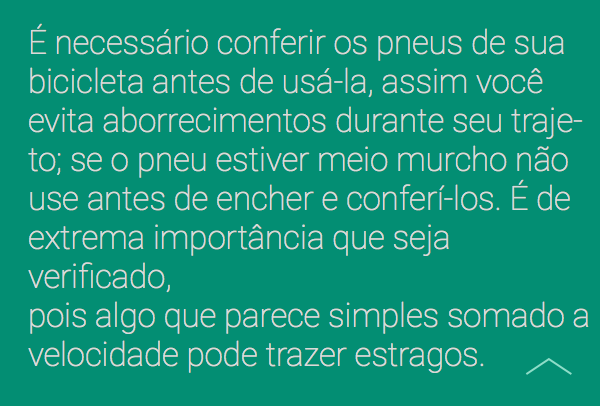 É necessário conferir os pneus de sua
bicicleta antes de usá-la, assim você
evita aborrecimentos durante seu traje-
to; se o pneu estiver meio murcho não
use antes de encher e conferí-los. É de
extrema importância que seja
verificado,
pois algo que parece simples somado a
velocidade pode trazer estragos.